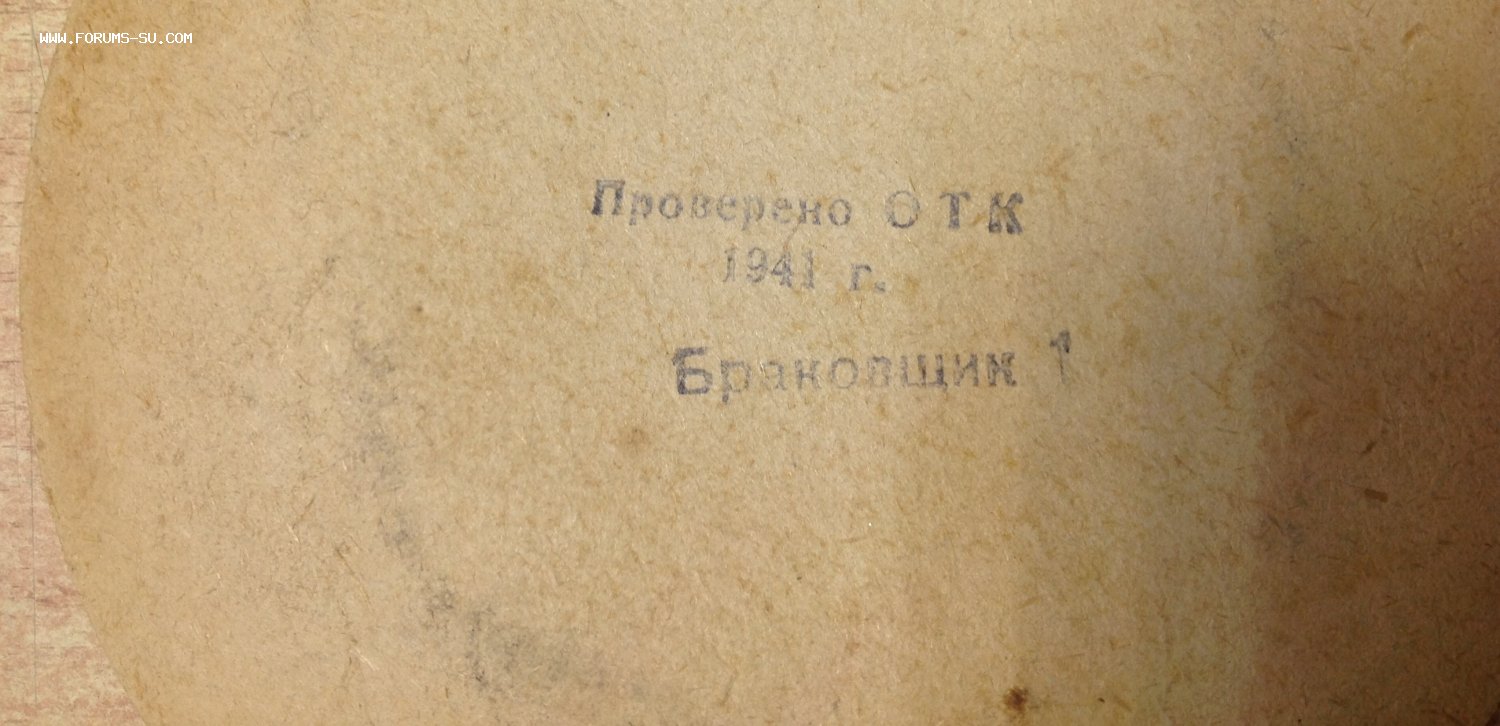 WWW.FORUMS-SU.COM
Проверено ОТК
1941 г.
Браковщик 1